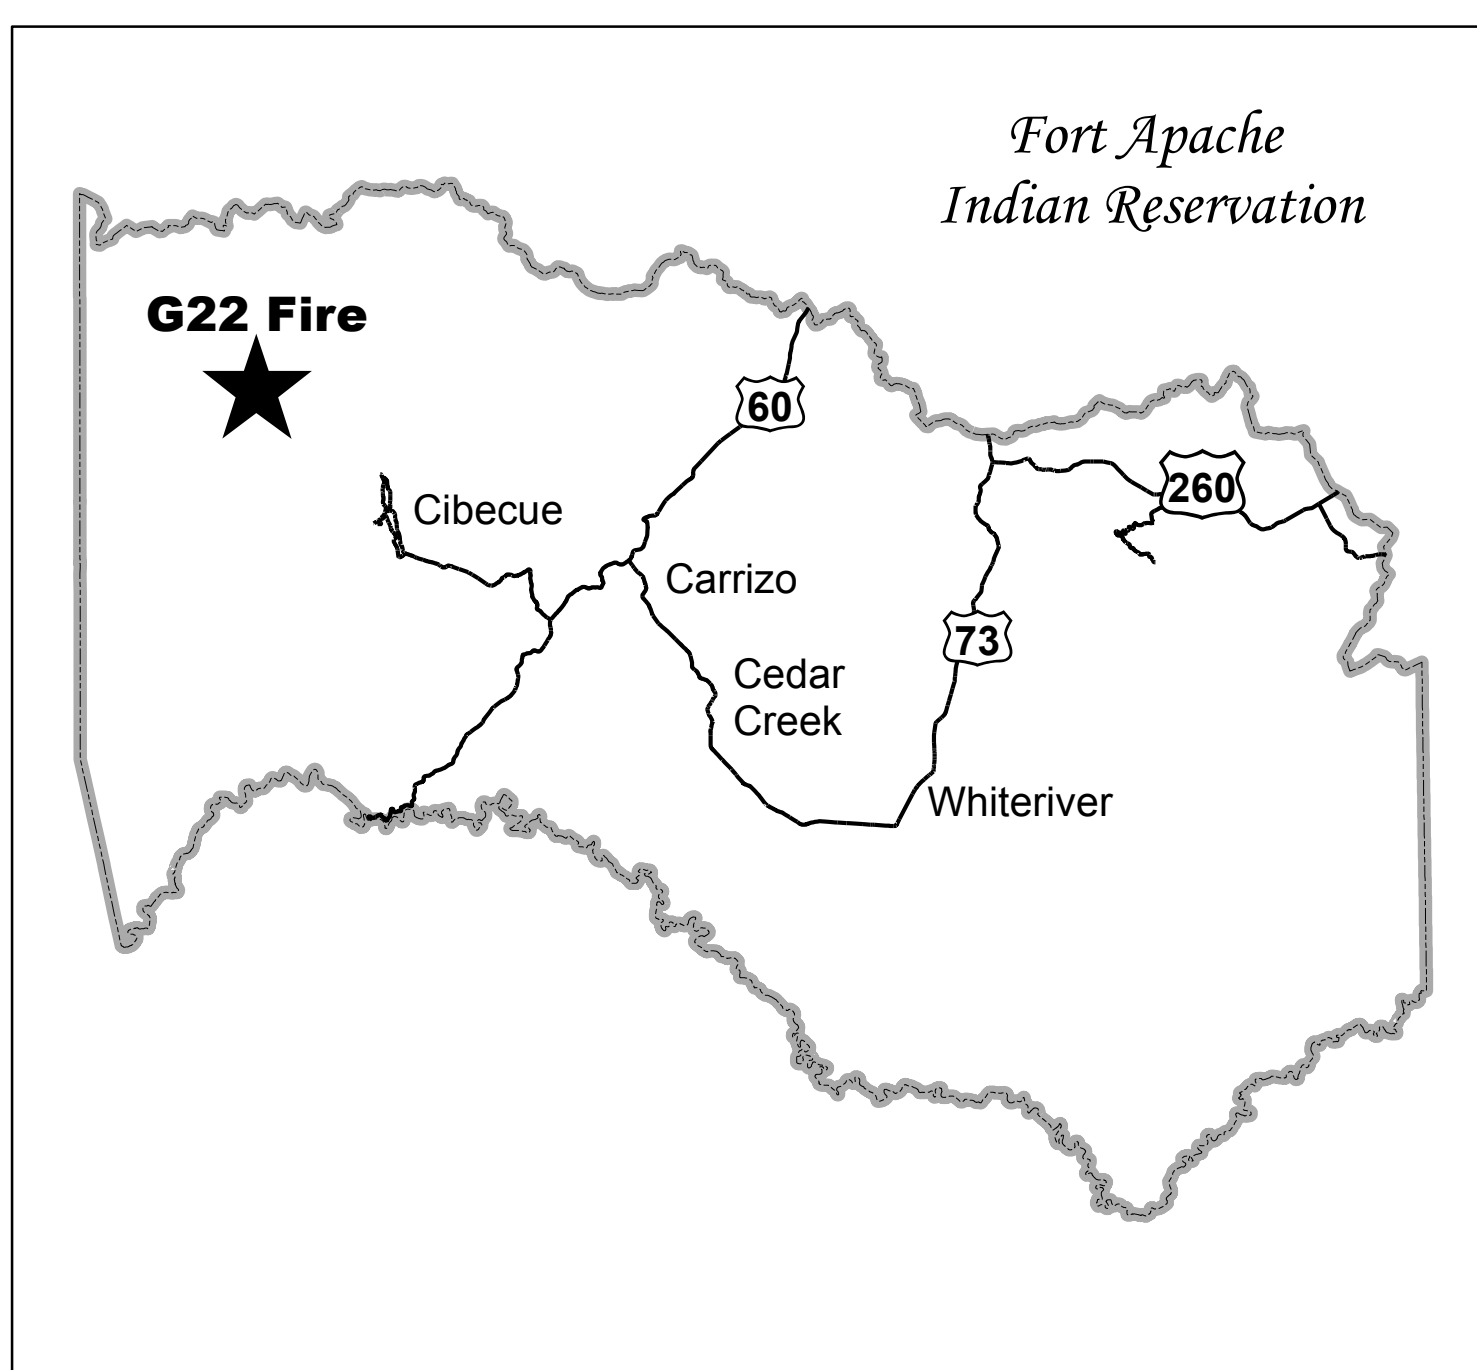 Fort Apache
Indian Reservation
G22 Fire
60
260
Cibecue
Carrizo
73
Cedar
Creek
Whiteriver